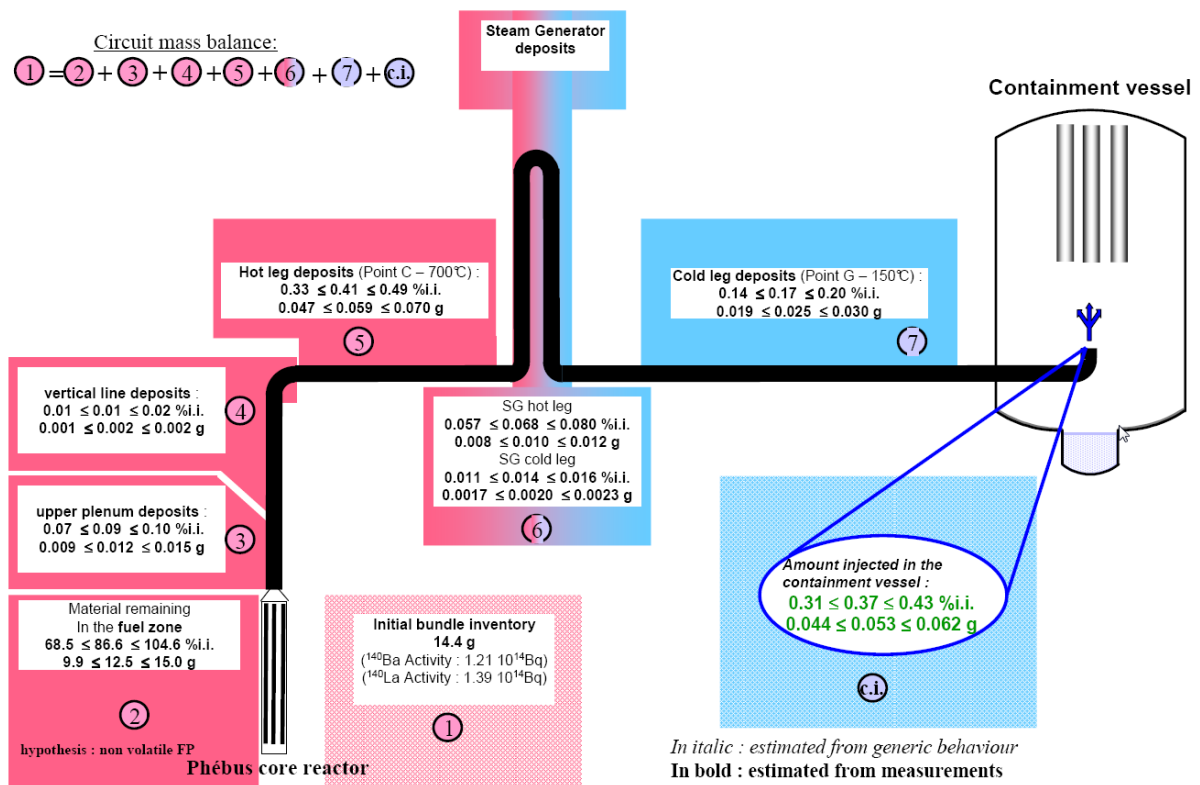 Circuit mass balance:
1 = 2 + 3 + 4 + 5 + 6 + 7 + c.i.
Steam Generator
deposits
Containment vessel
Hot leg deposits (Point C – 700°C) :
0.33 ≤ 0.41 ≤ 0.49 %i.i.
0.047 ≤ 0.059 ≤ 0.070 g
5
Cold leg deposits (Point G – 150°C) :
0.14 ≤ 0.17 ≤ 0.20 %i.i.
0.019 ≤ 0.025 ≤ 0.030 g
7
vertical line deposits :
0.01 ≤ 0.01 ≤ 0.02 %i.i.
0.001 ≤ 0.002 ≤ 0.002 g
4
SG hot leg
0.057 ≤ 0.068 ≤ 0.080 %i.i.
0.008 ≤ 0.010 ≤ 0.012 g
SG cold leg
0.011 ≤ 0.014 ≤ 0.016 %i.i.
0.0017 ≤ 0.0020 ≤ 0.0023 g
6
upper plenum deposits :
0.07 ≤ 0.09 ≤ 0.10 %i.i.
0.009 ≤ 0.012 ≤ 0.015 g
3
Amount injected in the
containment vessel :
0.31 ≤ 0.37 ≤ 0.43 %i.i.
0.044 ≤ 0.053 ≤ 0.062 g
c.i.
Material remaining
In the fuel zone
68.5 ≤ 86.6 ≤ 104.6 %i.i.
9.9 ≤ 12.5 ≤ 15.0 g
2
hypothesis : non volatile FP
Initial bundle inventory
14.4 g
(¹⁴⁰Ba Activity : 1.21 10¹⁴Bq)
(¹⁴⁰La Activity : 1.39 10¹⁴Bq)
1
Phébus core reactor
In italic : estimated from generic behaviour
In bold : estimated from measurements